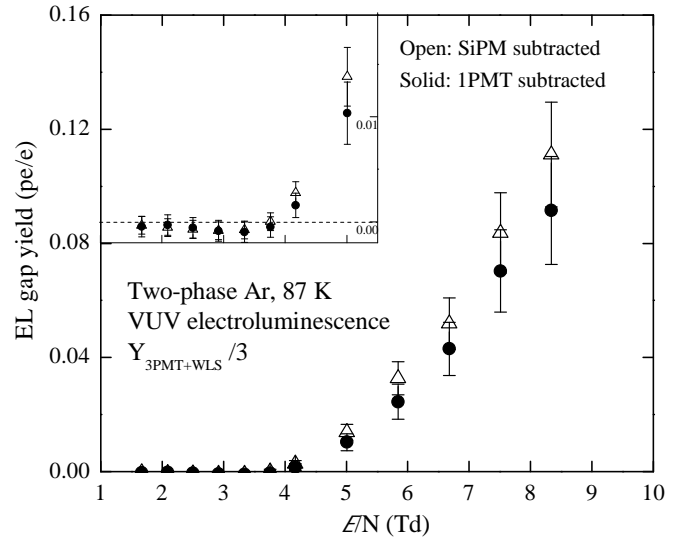 0.16
Open: SiPM subtracted
Solid: 1PMT subtracted
0.01
0.12
0.00
0.08
Two-phase Ar, 87 K
VUV electroluminescence
Y3PMT+WLS /3
0.04
0.00
1 2 3 4 5 6 7 8 9 10
E/N (Td)
EL gap yield (pe/e)